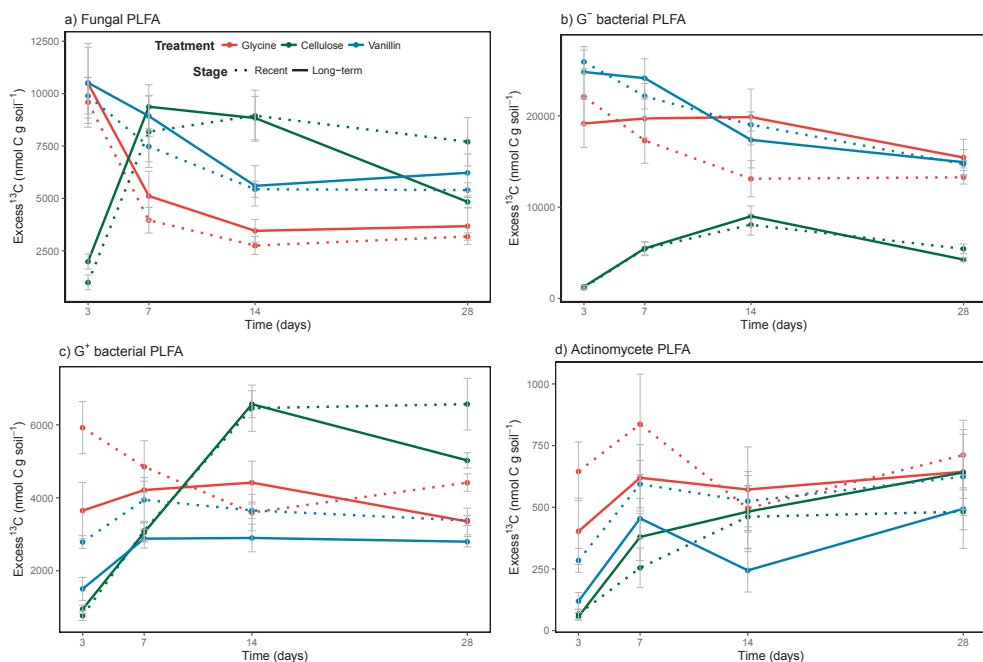 a) Fungal PLFA
Treatment Glycine Cellulose Vanillin
Stage Recent Long-term
12500
10000
7500
5000
2500
Excess¹³C (nmol C g soil⁻¹)
3 7 14 28
Time (days)
b) G⁻ bacterial PLFA
20000
10000
0
Excess¹³C (nmol C g soil⁻¹)
3 7 14 28
Time (days)
c) G⁺ bacterial PLFA
6000
4000
2000
Excess¹³C (nmol C g soil⁻¹)
3 7 14 28
Time (days)
d) Actinomycete PLFA
1000
750
500
250
0
Excess¹³C (nmol C g soil⁻¹)
3 7 14 28
Time (days)